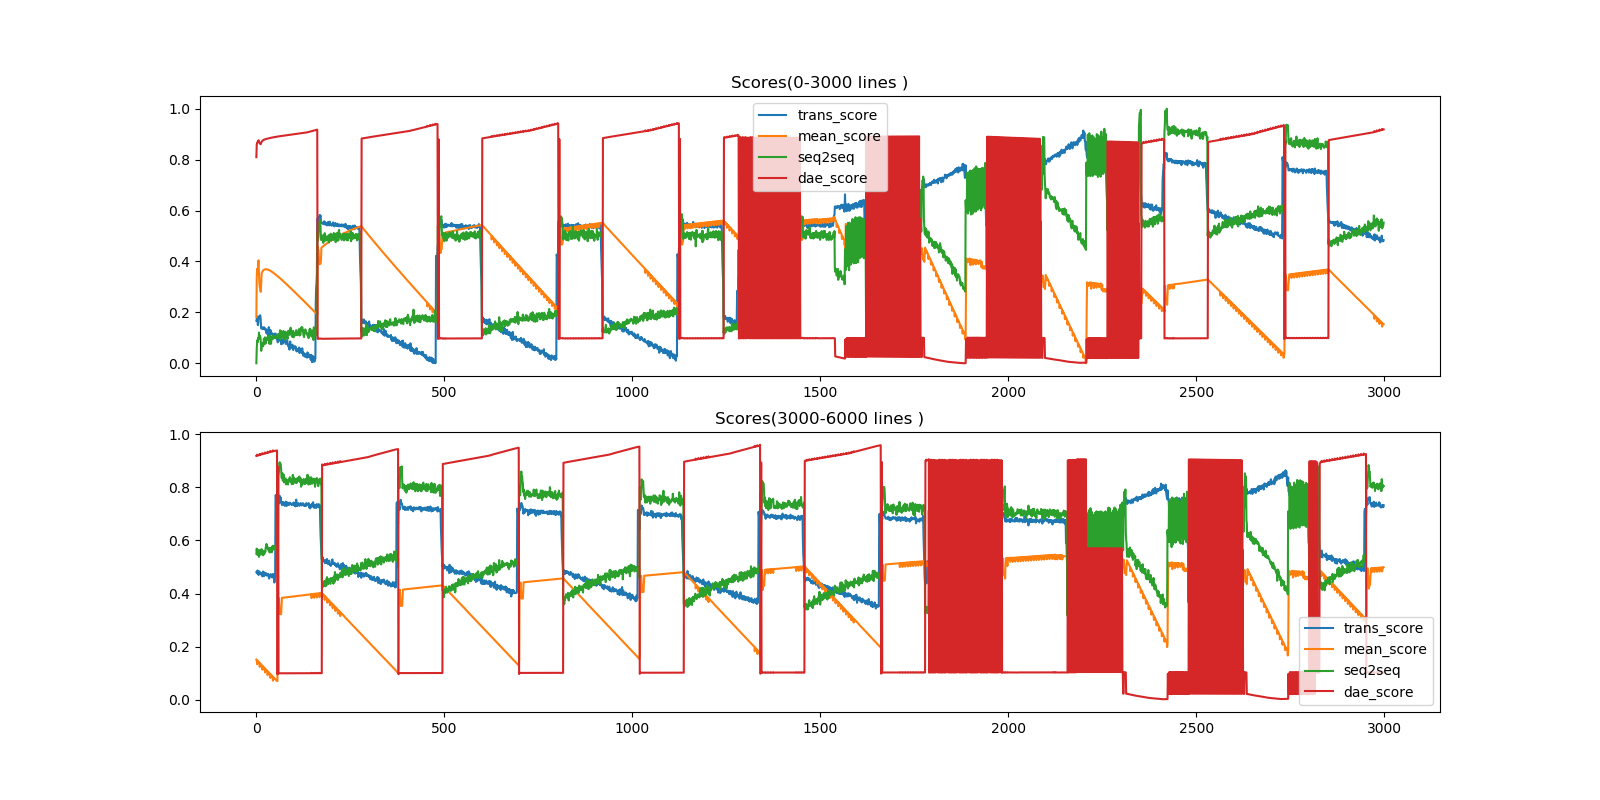 Scores(0-3000 lines )
1.0
0.8
0.6
0.4
0.2
0.0
trans_score
mean_score
seq2seq
dae_score
0 500 1000 1500 2000 2500 3000
Scores(3000-6000 lines )
1.0
0.8
0.6
0.4
0.2
0.0
trans_score
mean_score
seq2seq
dae_score
0 500 1000 1500 2000 2500 3000